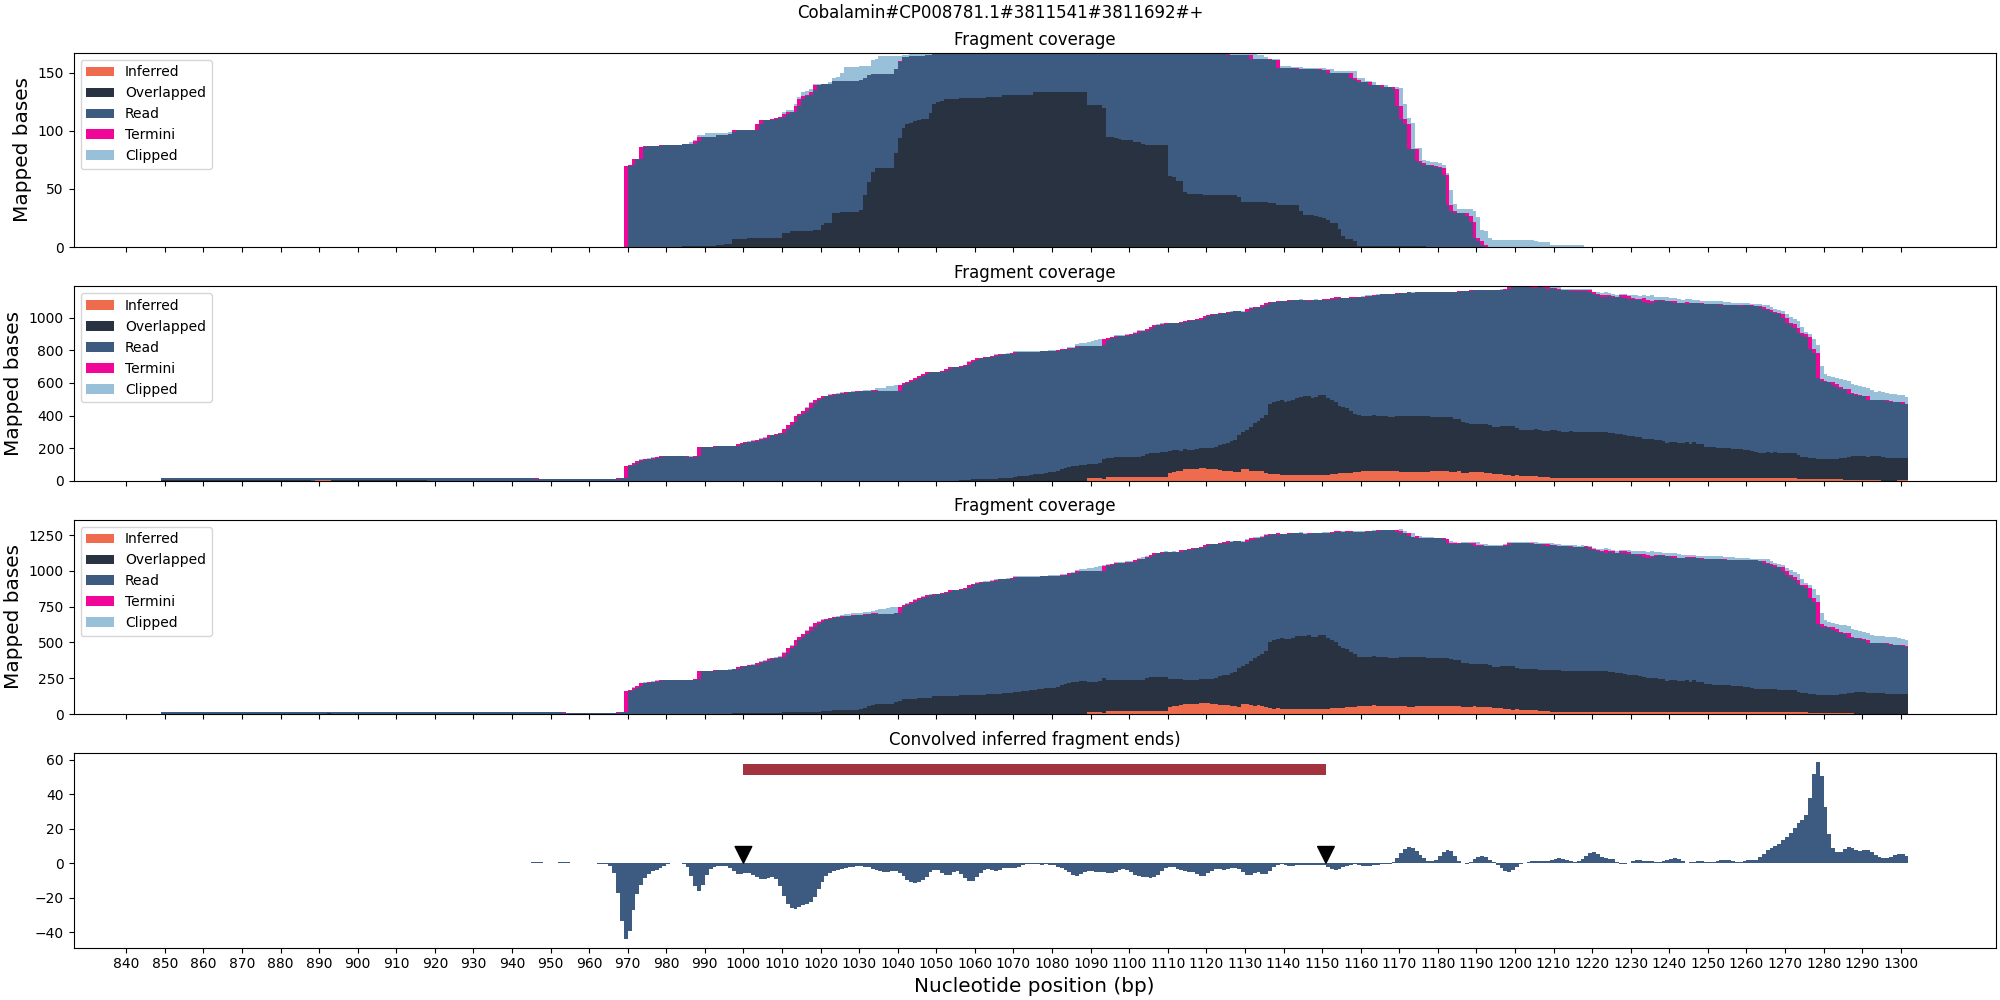 Cobalamin#CP008781.1#3811541#3811692#+
Fragment coverage
Mapped bases
150
100
50
0
Inferred
Overlapped
Read
Termini
Clipped
Fragment coverage
Mapped bases
1000
800
600
400
200
0
Inferred
Overlapped
Read
Termini
Clipped
Fragment coverage
Mapped bases
1250
1000
750
500
250
0
Inferred
Overlapped
Read
Termini
Clipped
Convolved inferred fragment ends)
60
40
20
0
−20
−40
840 850 860 870 880 890 900 910 920 930 940 950 960 970 980 990 1000 1010 1020 1030 1040 1050 1060 1070 1080 1090 1100 1110 1120 1130 1140 1150 1160 1170 1180 1190 1200 1210 1220 1230 1240 1250 1260 1270 1280 1290 1300
Nucleotide position (bp)